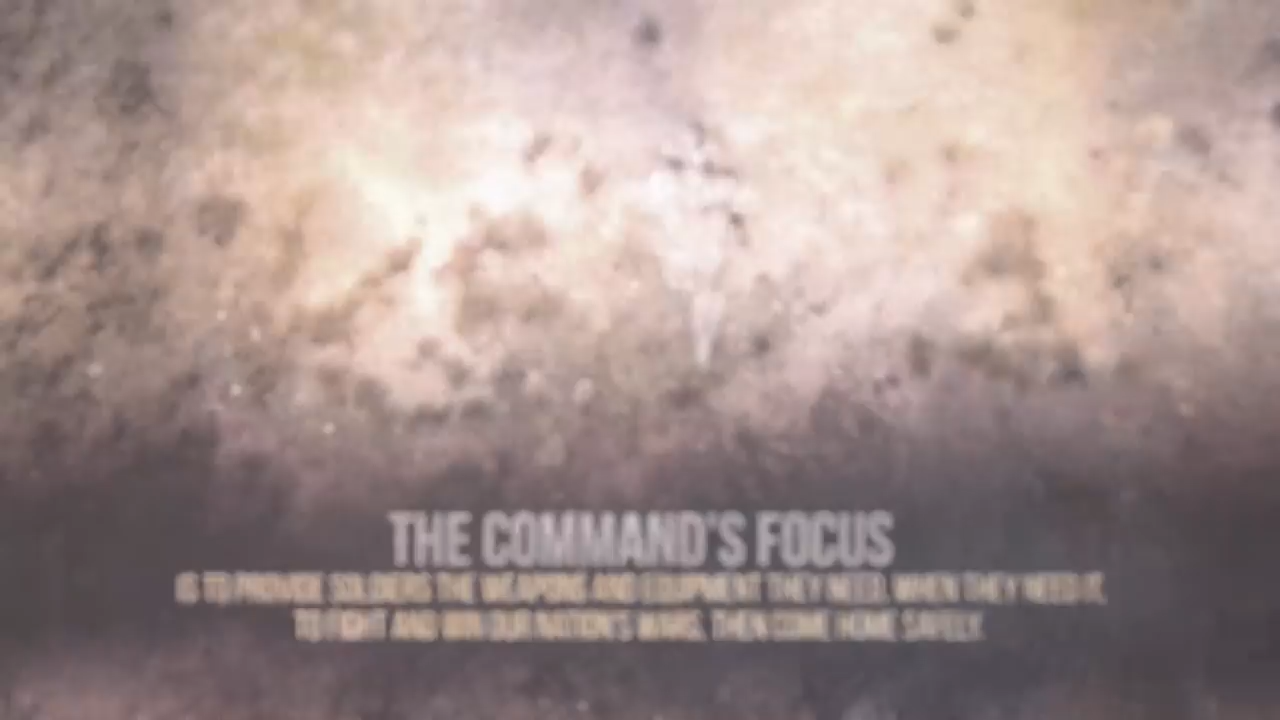 THE COMMAND'S FOCUS
IS TO PROVIDE SOLDIERS THE WEAPONS AND EQUIPMENT THEY NEED, WHEN THEY NEED IT,
TO FIGHT AND WIN OUR NATION'S WARS, THEN COME HOME SAFELY.